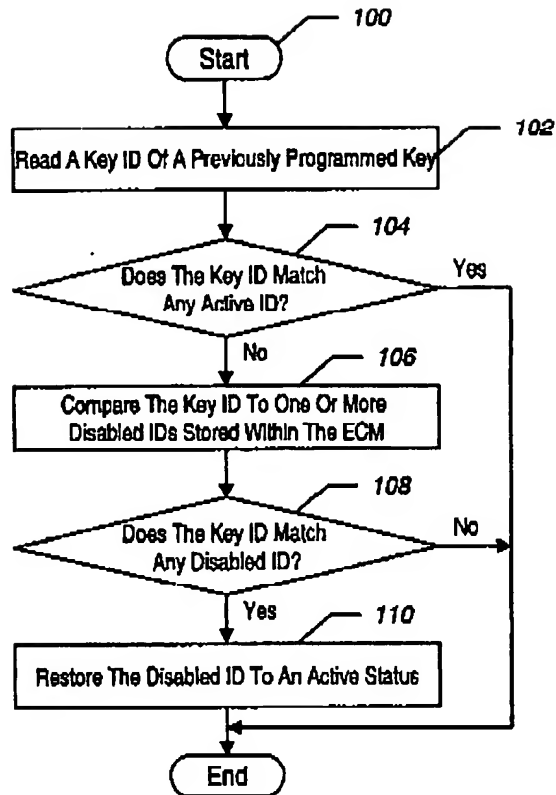 100
Start
102
Read A Key ID Of A Previously Programmed Key
104
Does The Key ID Match
Any Active ID?
Yes
No
106
Compare The Key ID To One Or More
Disabled IDs Stored Within The ECM
108
Does The Key ID Match
Any Disabled ID?
No
Yes
110
Restore The Disabled ID To An Active Status
End